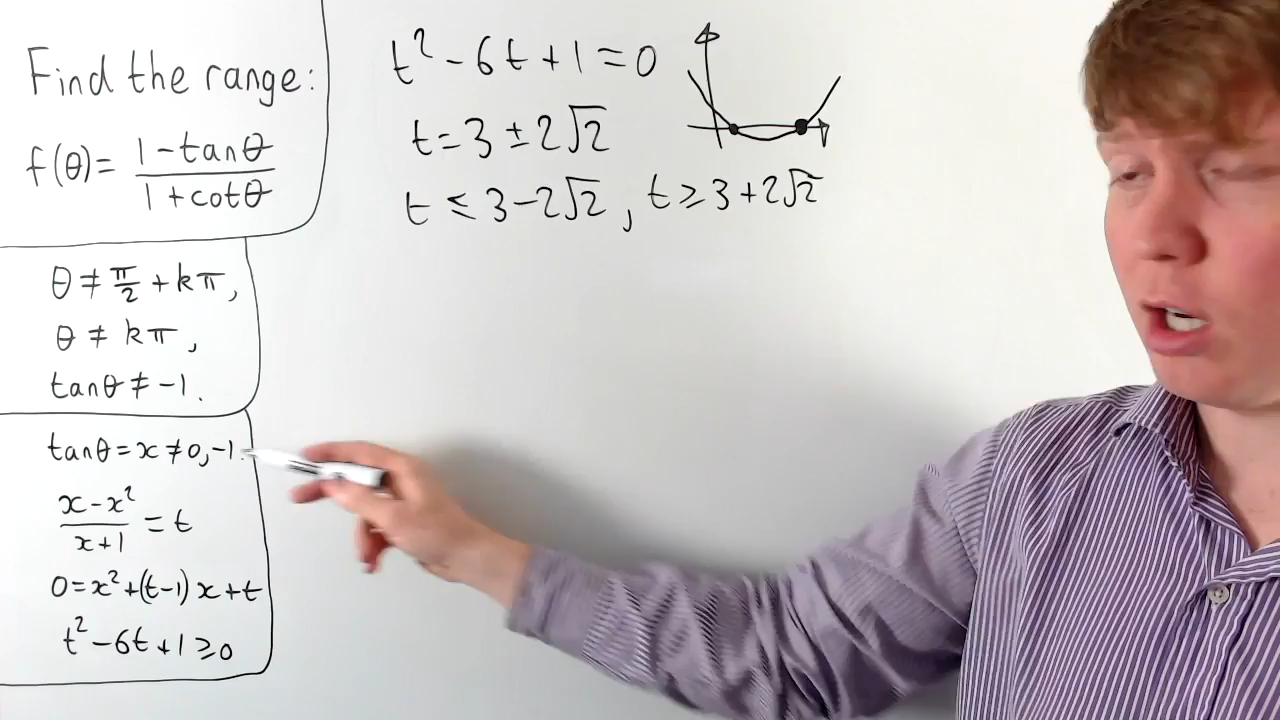 Find the range:
f(θ)= (1-tanθ)/(1+cotθ)
θ ≠ π/2 + kπ,
θ ≠ kπ,
tanθ ≠ -1.
tanθ = x ≠ 0,-1.
(x-x²)/(x+1) = t
0=x²+(t-1)x+t
t²-6t+1≥0
t²-6t+1=0
t=3±2√2
t ≤ 3-2√2, t ≥ 3+2√2